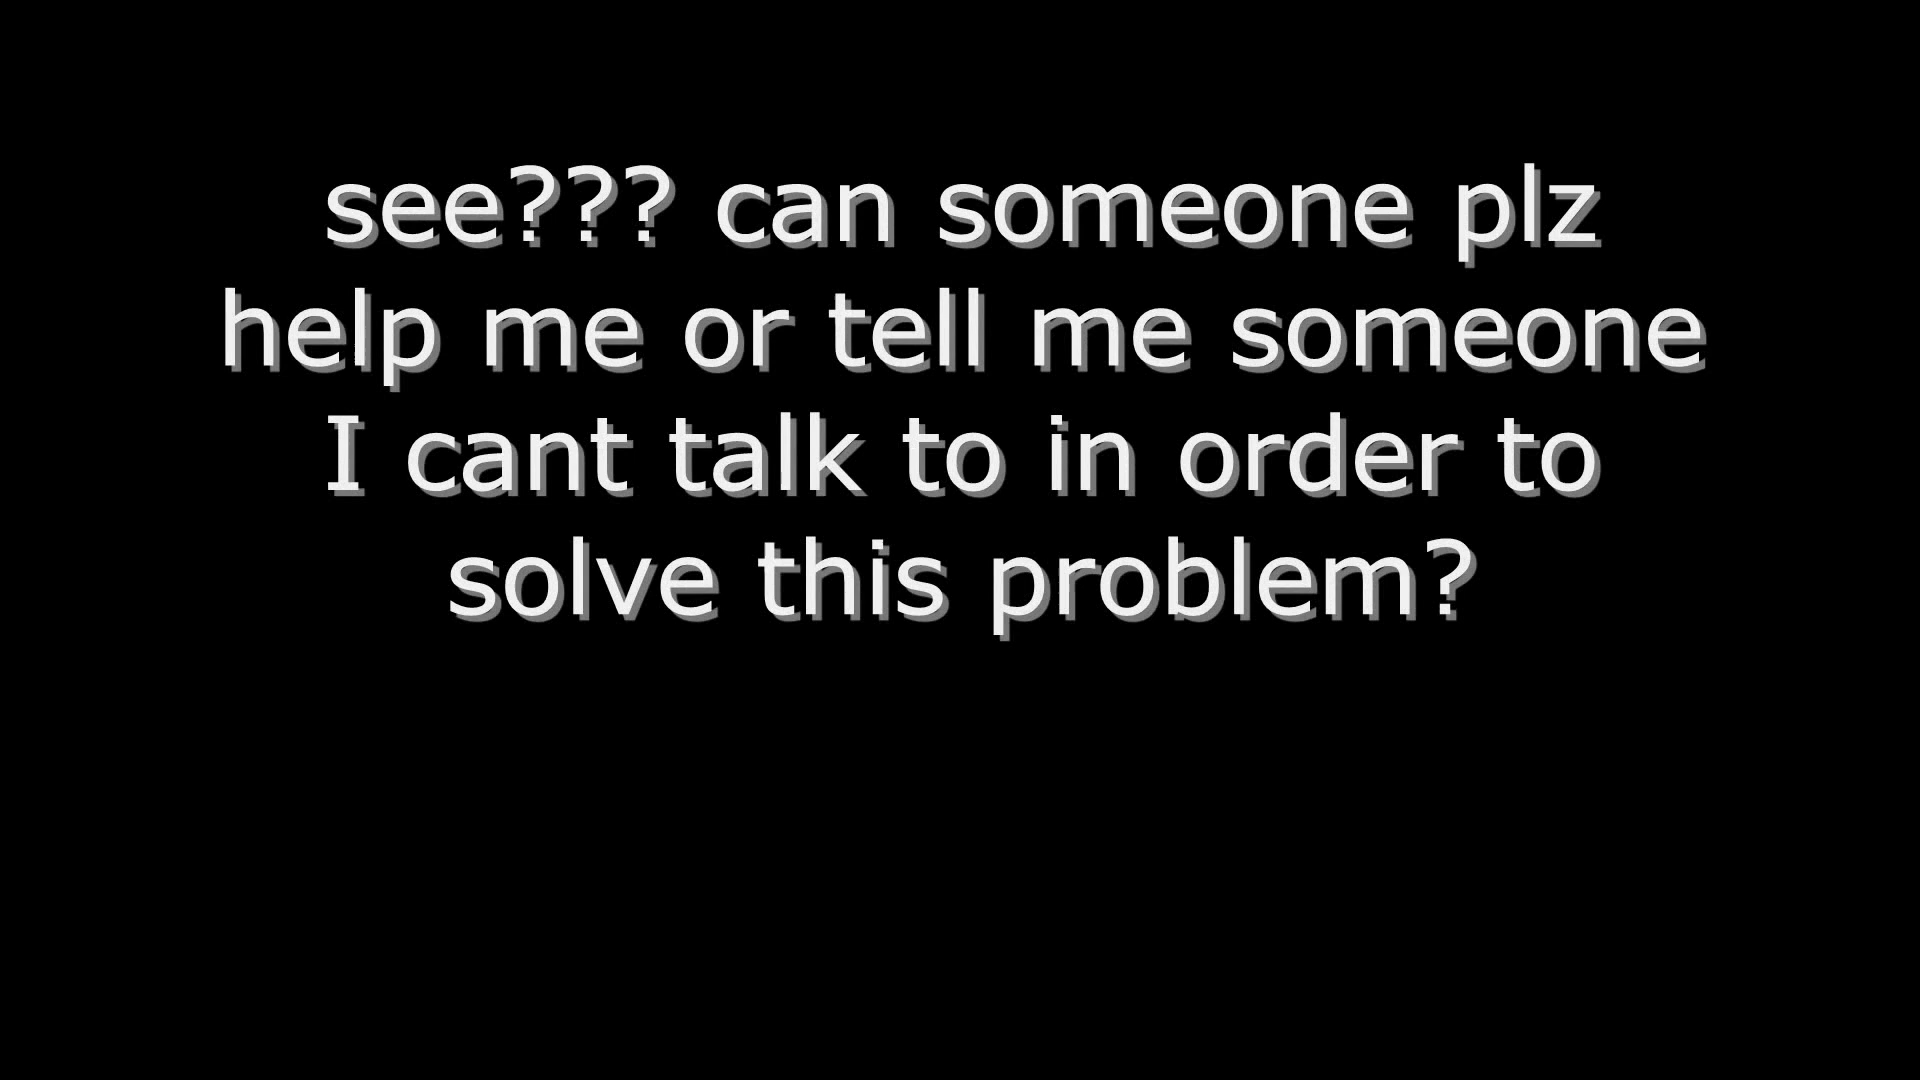 see??? can someone plz
help me or tell me someone
I cant talk to in order to
solve this problem?